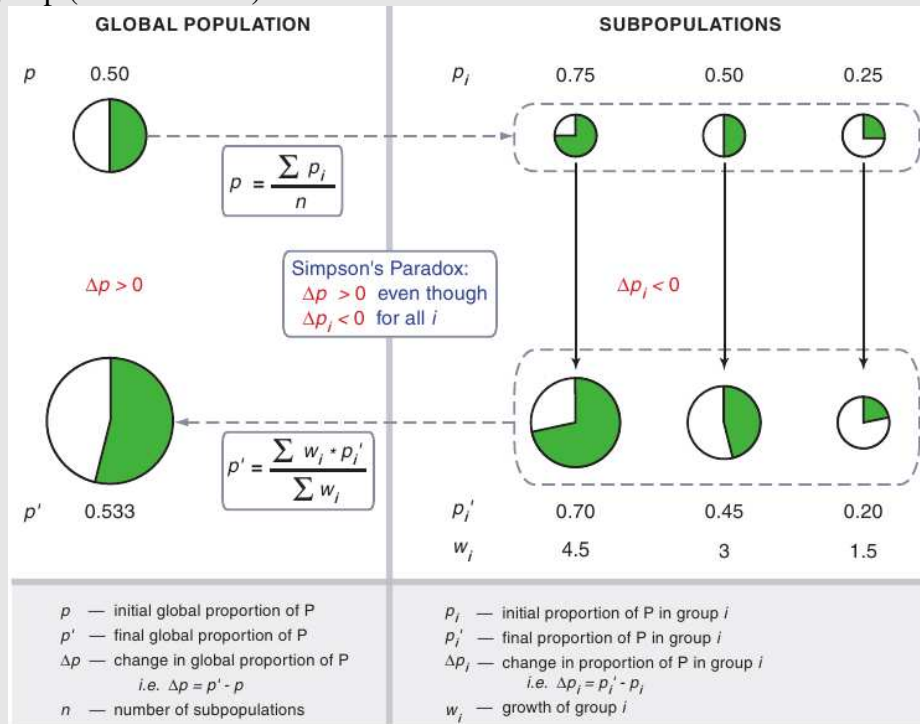 GLOBAL POPULATION
SUBPOPULATIONS
p 0.50
p_i 0.75 0.50 0.25
p = ∑ p_i / n
Δp > 0
Simpson's Paradox:
Δp > 0 even though
Δp_i < 0 for all i
Δp_i < 0
p' = ∑ w_i * p_i' / ∑ w_i
p' 0.533
p_i' 0.70 0.45 0.20
w_i 4.5 3 1.5
p — initial global proportion of P
p' — final global proportion of P
Δp — change in global proportion of P
i.e. Δp = p' - p
n — number of subpopulations
p_i — initial proportion of P in group i
p_i' — final proportion of P in group i
Δp_i — change in proportion of P in group i
i.e. Δp_i = p_i' - p_i
w_i — growth of group i